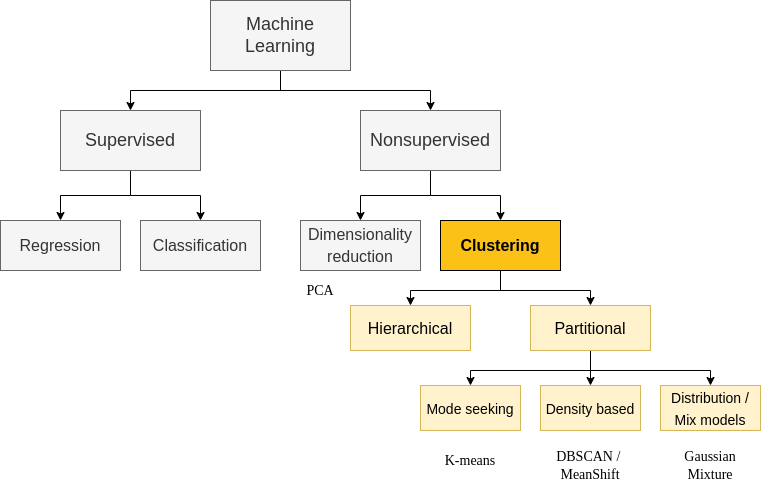 Machine
Learning
Supervised
Nonsupervised
Regression
Classification
Dimensionality
reduction
Clustering
PCA
Hierarchical
Partitional
Mode seeking
Density based
Distribution /
Mix models
K-means
DBSCAN /
MeanShift
Gaussian
Mixture